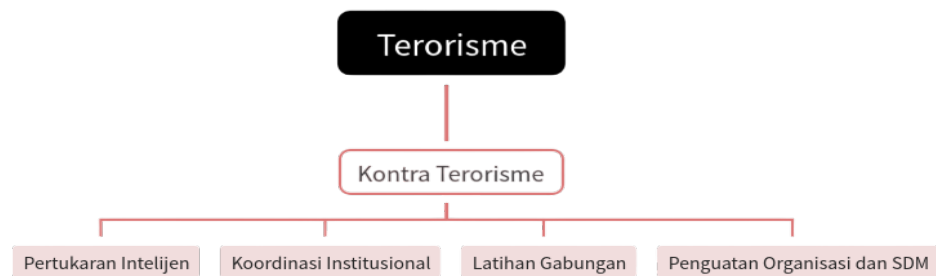 Terorisme
Kontra Terorisme
Pertukaran Intelijen
Koordinasi Institusional
Latihan Gabungan
Penguatan Organisasi dan SDM